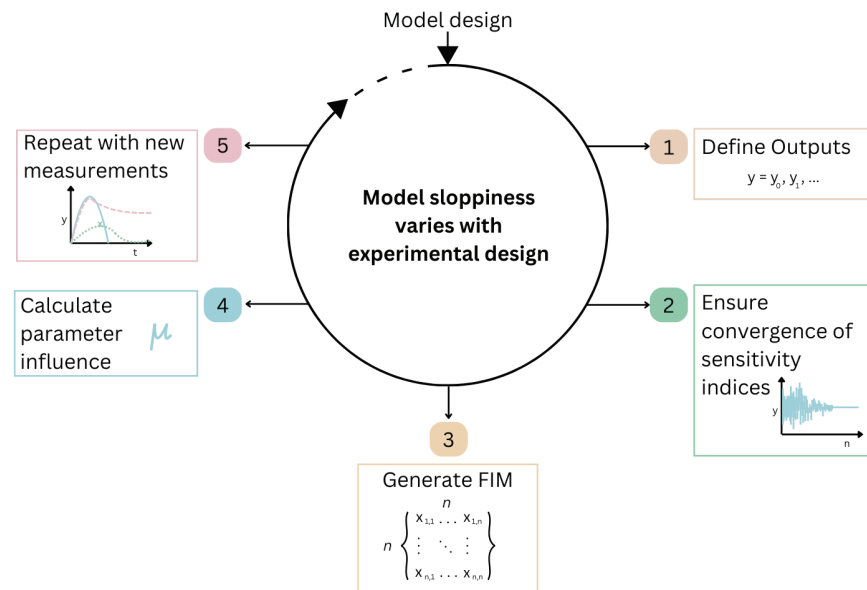 Model design
1
Define Outputs
y = y0, y1, ...
2
Ensure
convergence of
sensitivity
indices
y
n
3
Generate FIM
n
n
x1,1 . . . x1,n
xn,1 . . . xn,n
4
Calculate
parameter
influence
μ
5
Repeat with new
measurements
y
x
t
Model sloppiness
varies with
experimental design